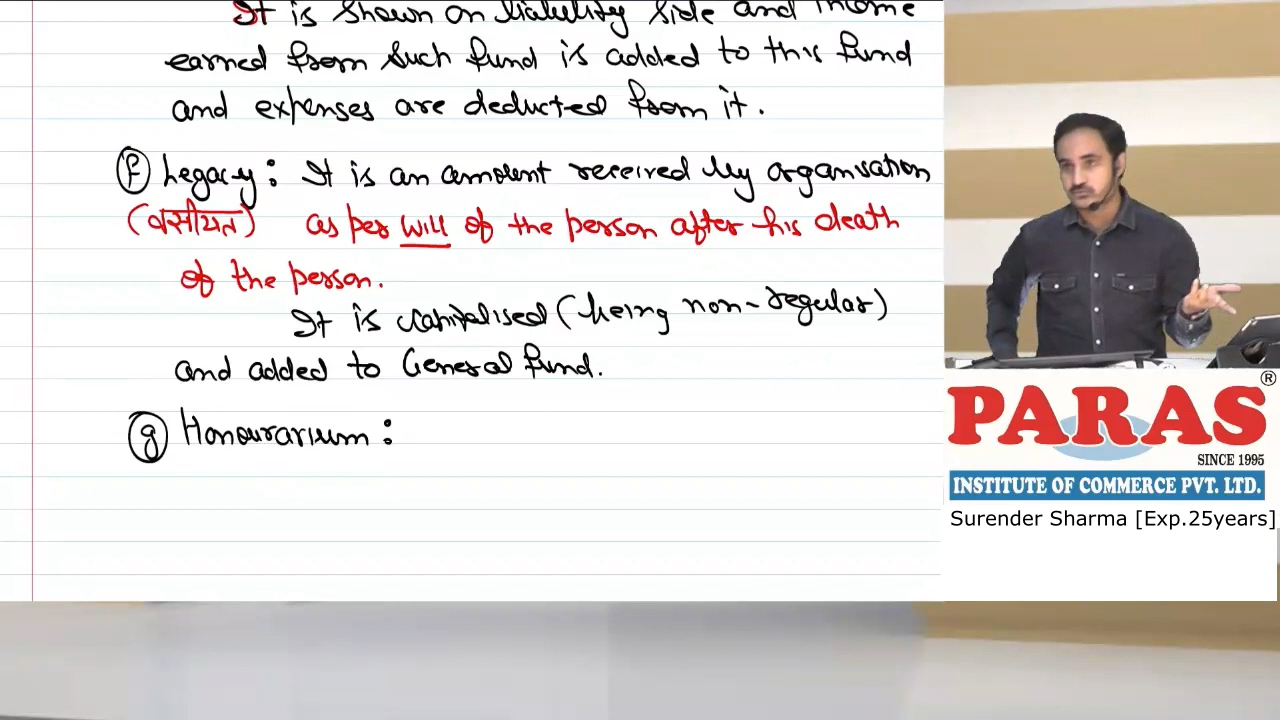 It is shown on liability side and income
earned from such fund is added to this fund
and expenses are deducted from it.
(f) Legacy: It is an amount received by organisation
(वसीयत) as per will of the person after his death
of the person.
It is capitalised (being non-regular)
and added to General fund.
(g) Honourarium:
PARAS®
SINCE 1995
INSTITUTE OF COMMERCE PVT. LTD.
Surender Sharma [Exp.25years]